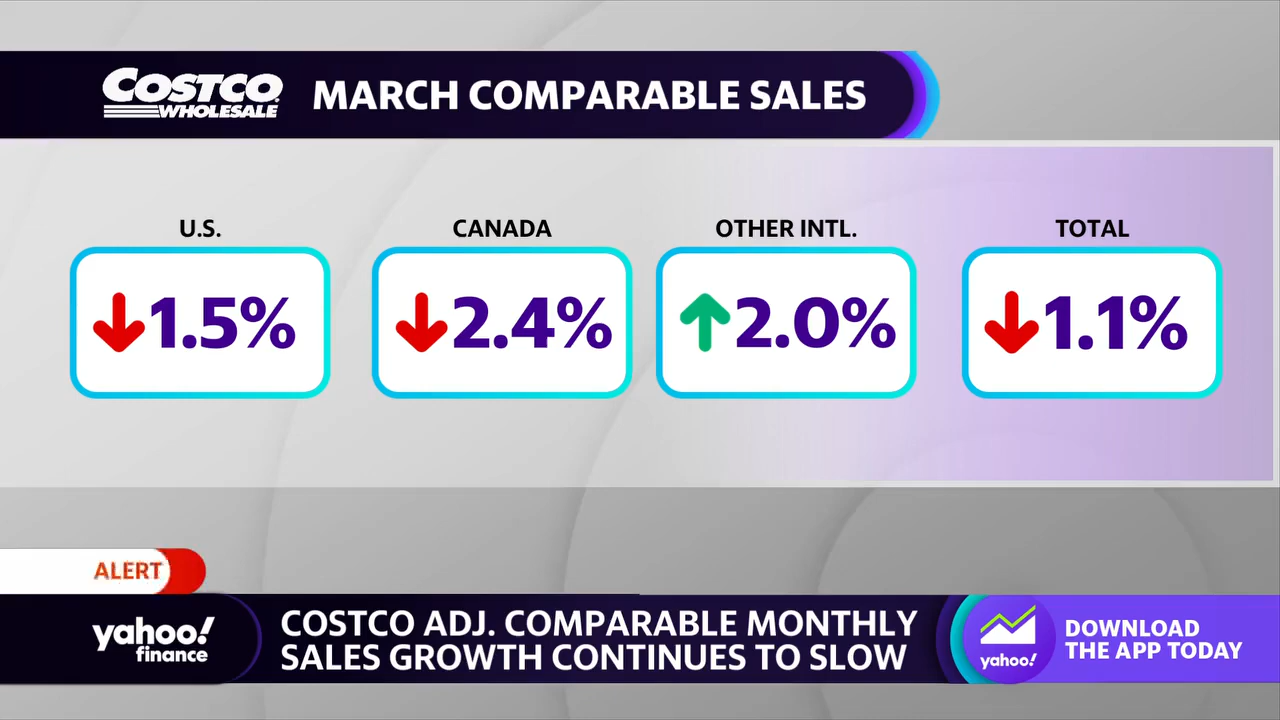 COSTCO WHOLESALE MARCH COMPARABLE SALES
U.S. CANADA OTHER INTL. TOTAL
1.5% 2.4% 2.0% 1.1%
ALERT
yahoo! finance
COSTCO ADJ. COMPARABLE MONTHLY
SALES GROWTH CONTINUES TO SLOW
yahoo!
DOWNLOAD
THE APP TODAY